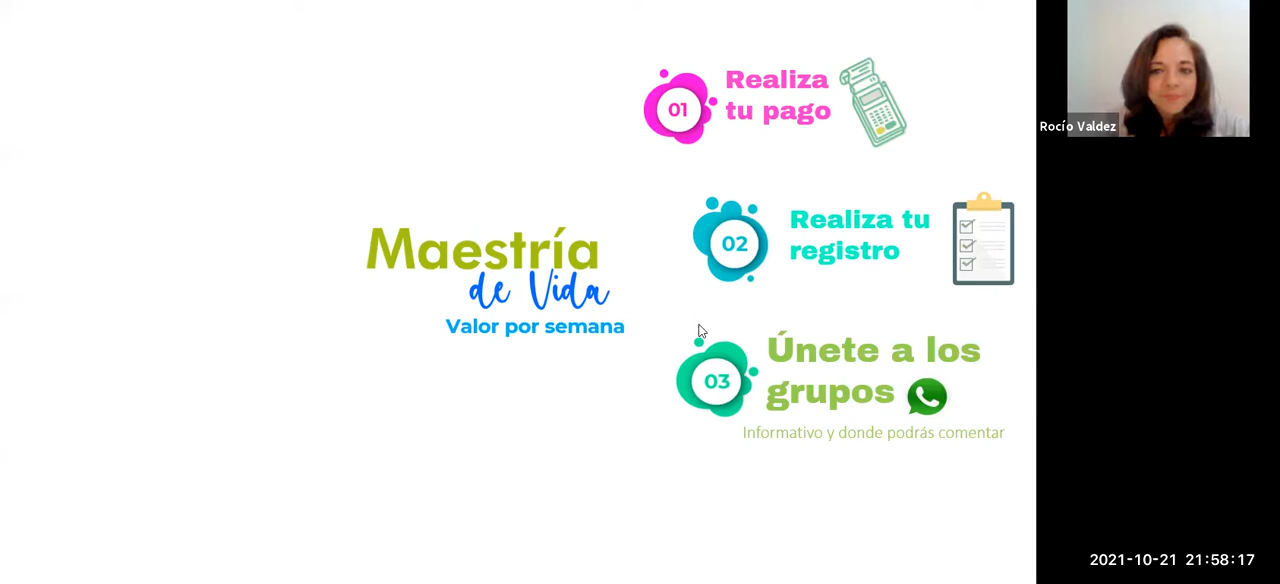 Maestría
de Vida
Valor por semana
01
Realiza
tu pago
02
Realiza tu
registro
03
Únete a los
grupos
Informativo y donde podrás comentar
Rocío Valdez
2021-10-21 21:58:17